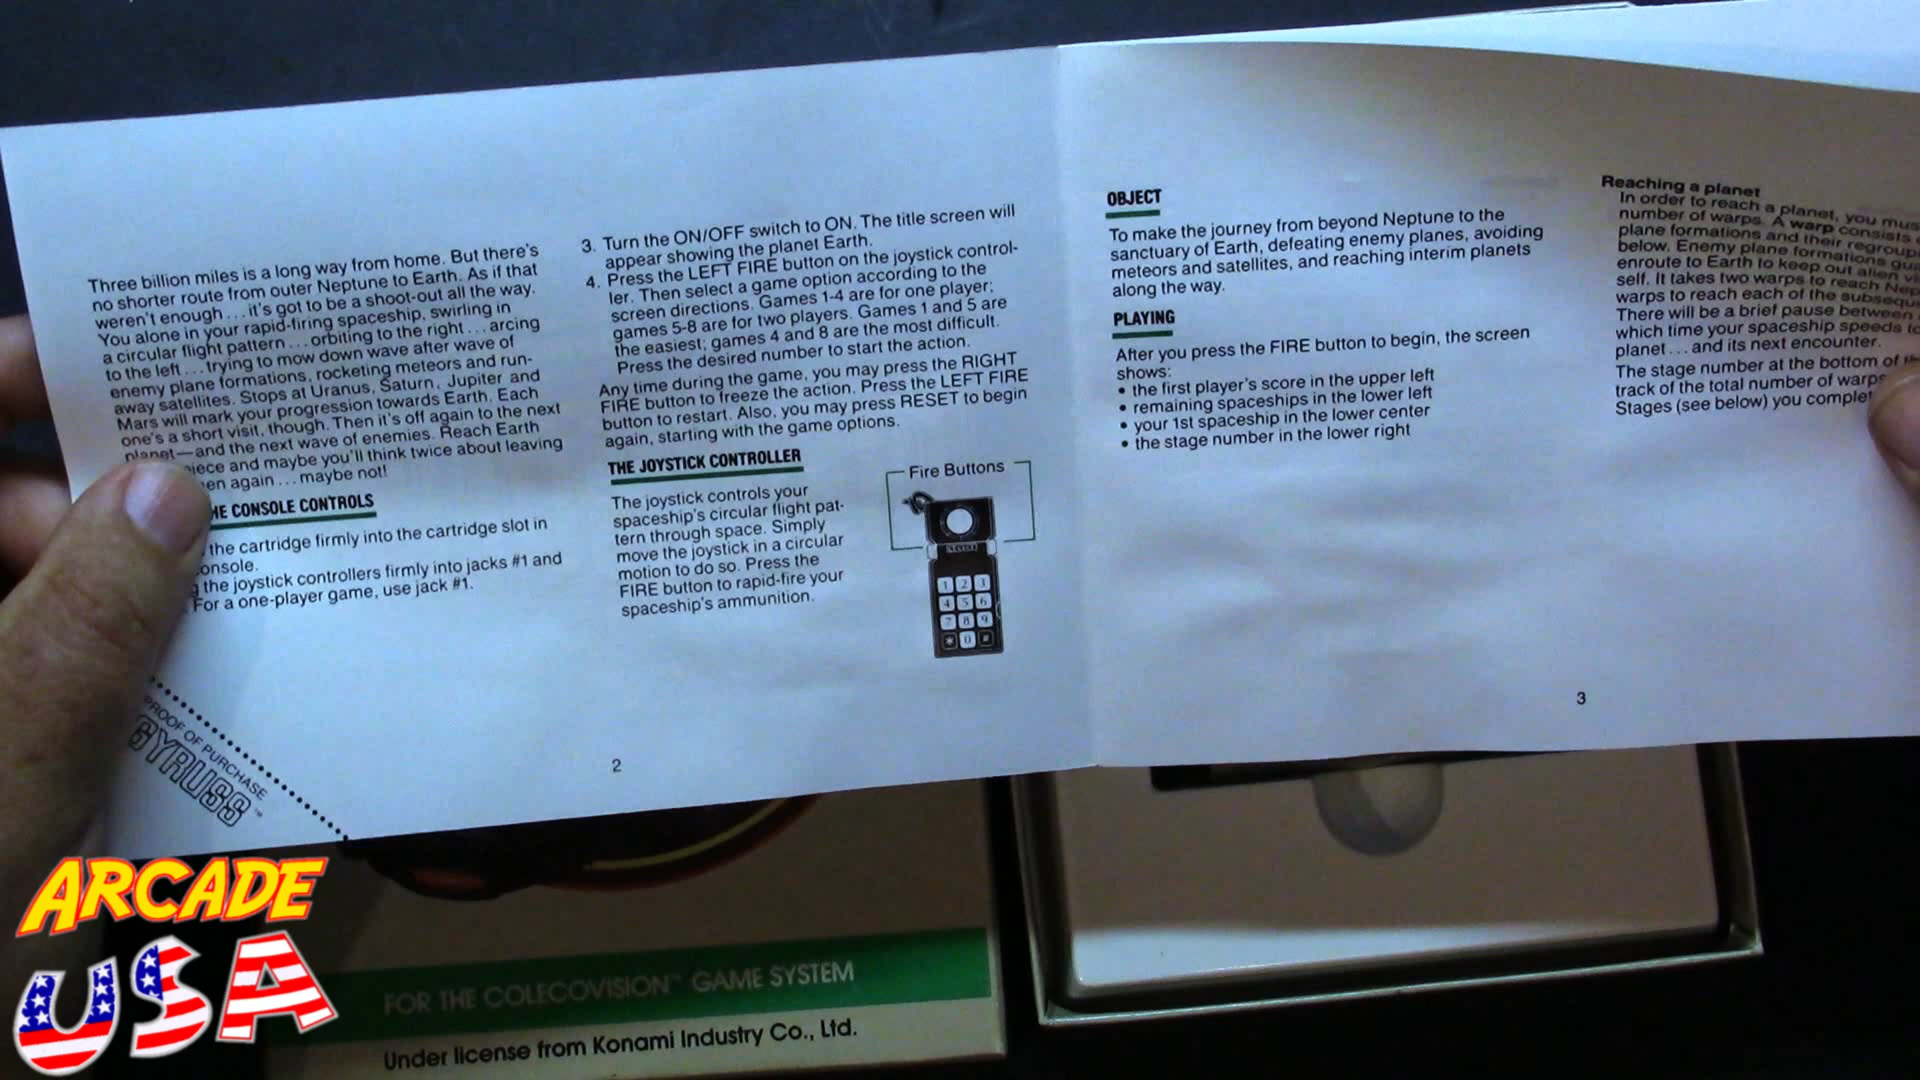 Three billion miles is a long way from home. But there's
no shorter route from outer Neptune to Earth. As if that
weren't enough . . . it's got to be a shoot-out all the way.
You alone in your rapid-firing spaceship, swirling in
a circular flight pattern . . . orbiting to the right . . . arcing
to the left . . . trying to mow down wave after wave of
enemy plane formations, rocketing meteors and run-
away satellites. Stops at Uranus, Saturn, Jupiter and
Mars will mark your progression towards Earth. Each
one's a short visit, though. Then it's off again to the next
planet—and the next wave of enemies. Reach Earth
and maybe you'll think twice about leaving
again . . . maybe not!
CONSOLE CONTROLS
the cartridge firmly into the cartridge slot in
the joystick controllers firmly into jacks #1 and
For a one-player game, use jack #1.
PROOF OF PURCHASE
GYRUSS™
2
3. Turn the ON/OFF switch to ON. The title screen will
appear showing the planet Earth.
4. Press the LEFT FIRE button on the joystick control-
ler. Then select a game option according to the
screen directions. Games 1-4 are for one player;
games 5-8 are for two players. Games 1 and 5 are
the easiest; games 4 and 8 are the most difficult.
Press the desired number to start the action.
Any time during the game, you may press the RIGHT
FIRE button to freeze the action. Press the LEFT FIRE
button to restart. Also, you may press RESET to begin
again, starting with the game options.
THE JOYSTICK CONTROLLER
The joystick controls your
spaceship's circular flight pat-
tern through space. Simply
move the joystick in a circular
motion to do so. Press the
FIRE button to rapid-fire your
spaceship's ammunition.
Fire Buttons
1 2 3
4 5 6
7 8 9
* 0 #
OBJECT
To make the journey from beyond Neptune to the
sanctuary of Earth, defeating enemy planes, avoiding
meteors and satellites, and reaching interim planets
along the way.
PLAYING
After you press the FIRE button to begin, the screen
shows:
• the first player's score in the upper left
• remaining spaceships in the lower left
• your 1st spaceship in the lower center
• the stage number in the lower right
Reaching a planet
In order to reach a planet, you must
number of warps. A warp consists
plane formations and their
below. Enemy plane formations
enroute to Earth to keep out alien
self. It takes two warps to reach
warps to reach each of the
There will be a brief pause between
which time your spaceship speeds
planet . . . and its next encounter.
The stage number at the bottom of
track of the total number of warps
Stages (see below) you
3
FOR THE COLECOVISION™ GAME SYSTEM
Under license from Konami Industry Co., Ltd.
ARCADE
USA